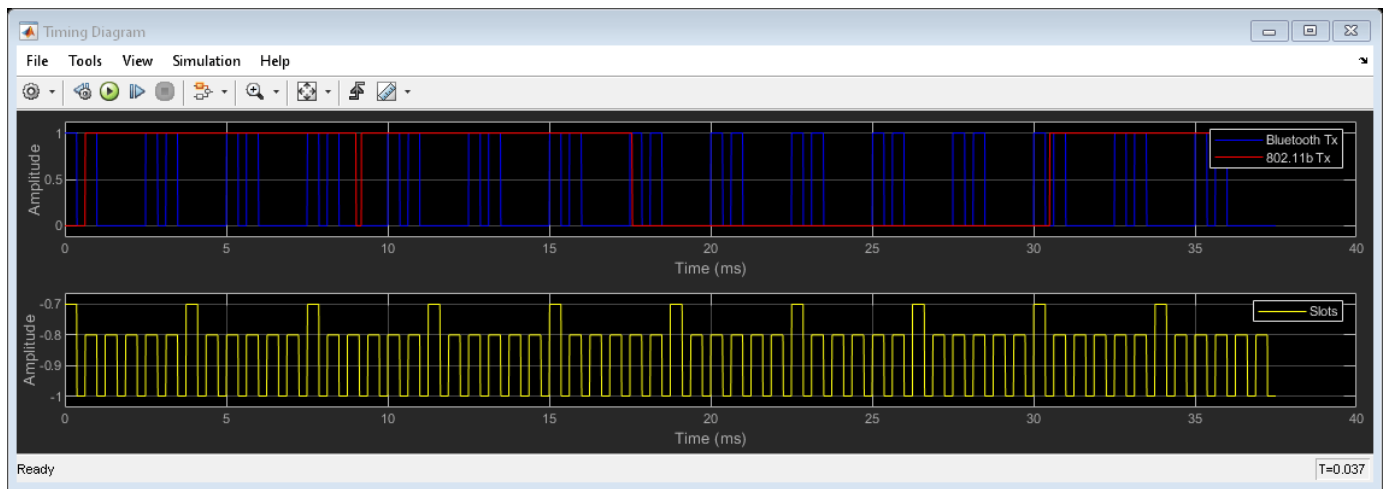 Timing Diagram
File Tools View Simulation Help
Amplitude
1
0.5
0
Bluetooth Tx
802.11b Tx
0 5 10 15 20 25 30 35 40
Time (ms)
Amplitude
-0.7
-0.8
-0.9
-1
Slots
0 5 10 15 20 25 30 35 40
Time (ms)
Ready T=0.037